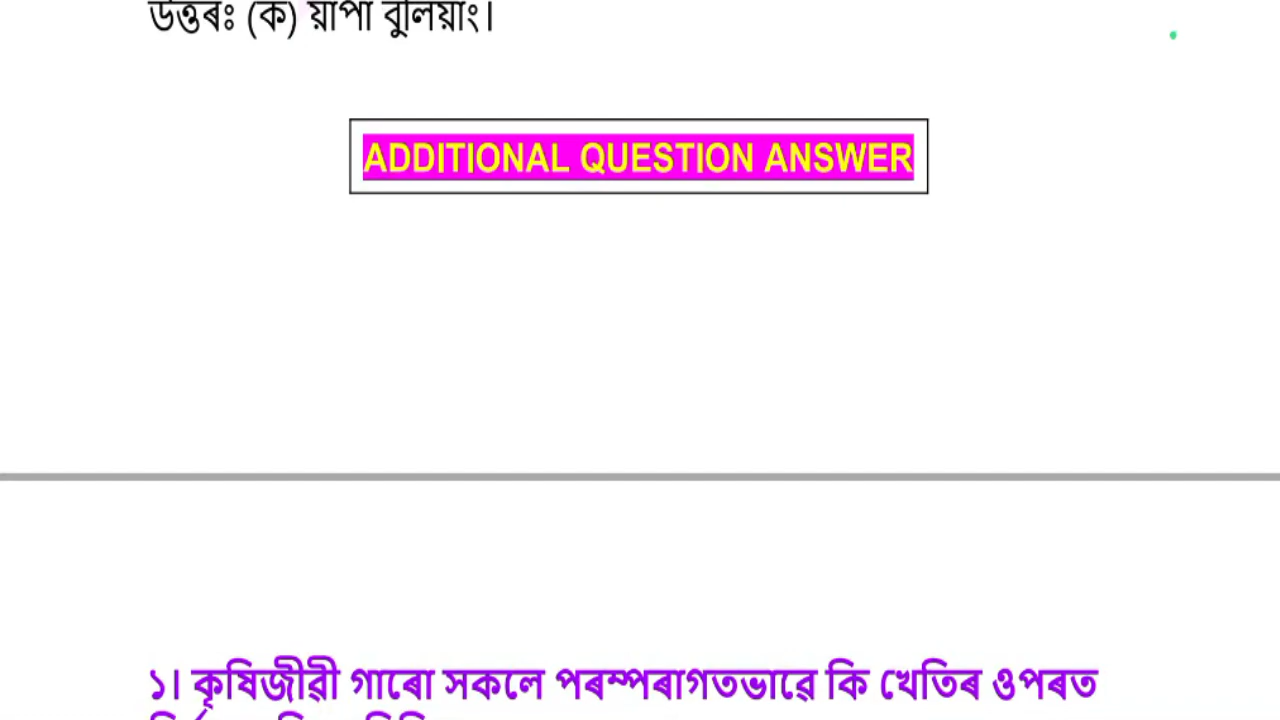 উত্তৰঃ (ক) য়াপা বুলিয়াং।
ADDITIONAL QUESTION ANSWER
১। কৃষিজীৱী গাৰো সকলে পৰম্পৰাগতভাৱে কি খেতিৰ ওপৰত